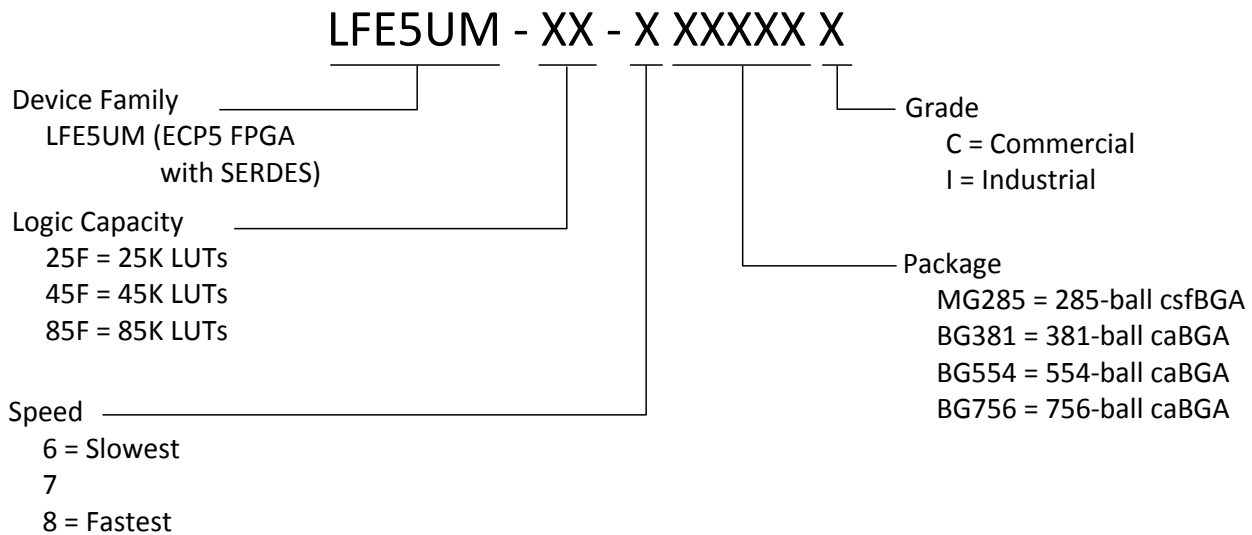 LFE5UM - XX - X XXXXX X
Device Family
LFE5UM (ECP5 FPGA
with SERDES)
Logic Capacity
25F = 25K LUTs
45F = 45K LUTs
85F = 85K LUTs
Speed
6 = Slowest
7
8 = Fastest
Grade
C = Commercial
I = Industrial
Package
MG285 = 285-ball csfBGA
BG381 = 381-ball caBGA
BG554 = 554-ball caBGA
BG756 = 756-ball caBGA